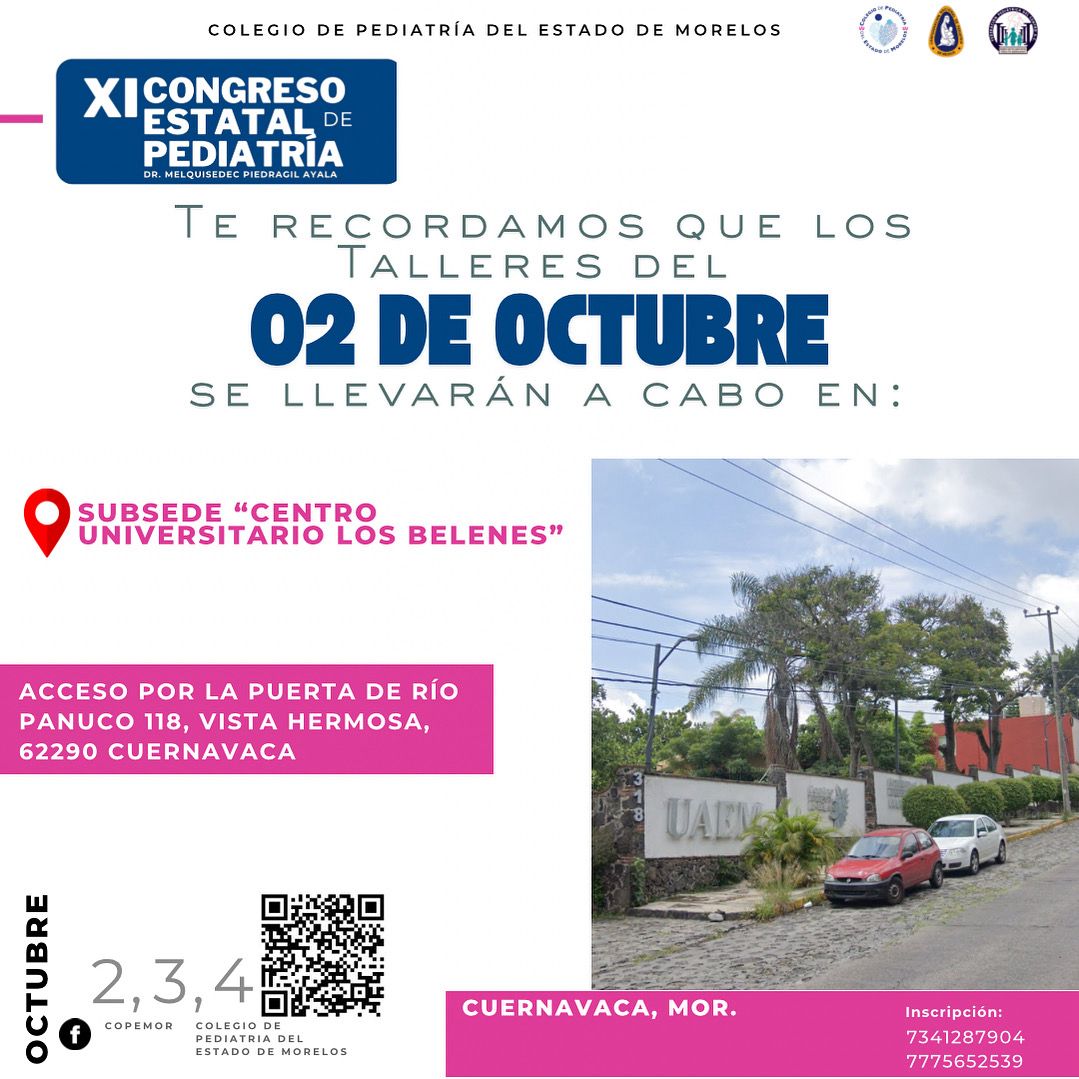 COLEGIO DE PEDIATRÍA DEL ESTADO DE MORELOS
XI CONGRESO
ESTATAL DE
PEDIATRÍA
DR. MELQUISEDEC PIEDRAGIL AYALA
TE RECORDAMOS QUE LOS
TALLERES DEL
02 DE OCTUBRE
SE LLEVARÁN A CABO EN:
SUBSEDE “CENTRO
UNIVERSITARIO LOS BELENES”
ACCESO POR LA PUERTA DE RÍO
PANUCO 118, VISTA HERMOSA,
62290 CUERNAVACA
318
UAEM
OCTUBRE
2,3,4
COPEMOR
COLEGIO DE
PEDIATRIA DEL
ESTADO DE MORELOS
CUERNAVACA, MOR.
Inscripción:
7341287904
7775652539